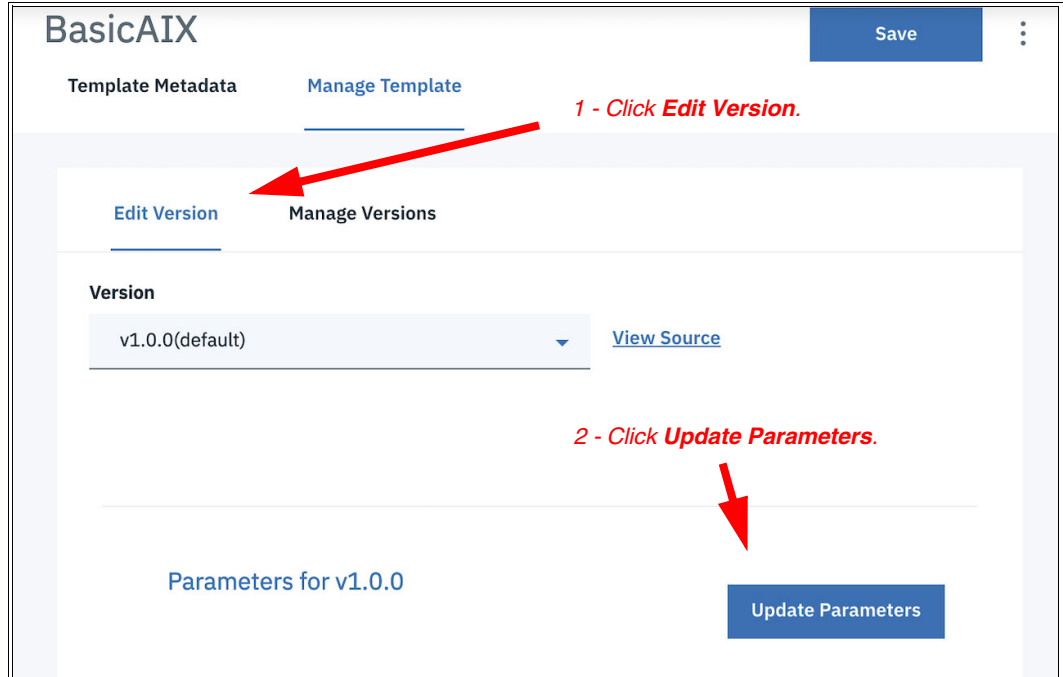 BasicAIX
Save
Template Metadata
Manage Template
1 - Click Edit Version.
Edit Version
Manage Versions
Version
v1.0.0(default)
View Source
2 - Click Update Parameters.
Parameters for v1.0.0
Update Parameters